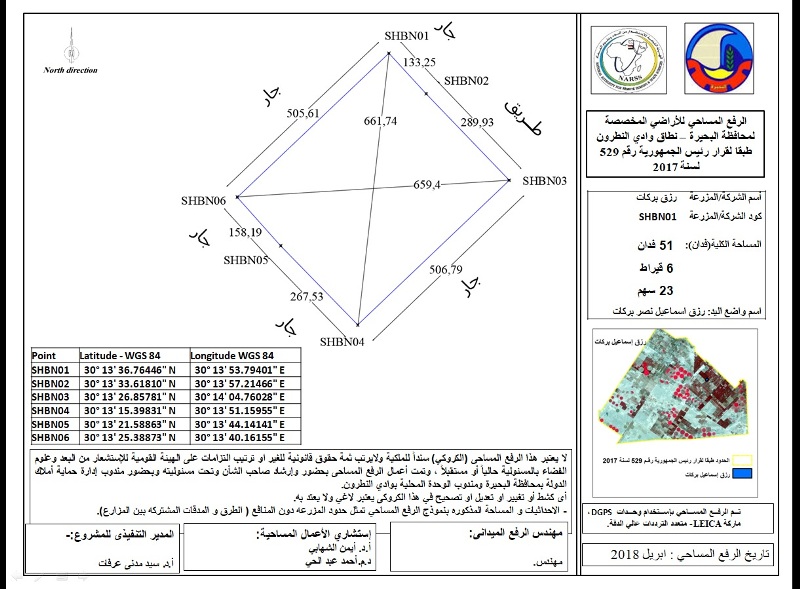 North direction
SHBN01
جار
133,25
SHBN02
جار
505,61
661,74
289,93
طريق
659,4
SHBN03
SHBN06
158,19
جار
SHBN05
506,79
جار
267,53
جار
SHBN04
Point Latitude - WGS 84 Longitude WGS 84
SHBN01 30° 13' 36.76446" N 30° 13' 53.79401" E
SHBN02 30° 13' 33.61810" N 30° 13' 57.21466" E
SHBN03 30° 13' 26.85781" N 30° 14' 04.76028" E
SHBN04 30° 13' 15.39831" N 30° 13' 51.15955" E
SHBN05 30° 13' 21.58863" N 30° 13' 44.14141" E
SHBN06 30° 13' 25.38873" N 30° 13' 40.16155" E
لا يعتبر هذا الرفع المساحى (الكروكي) سنداً للملكية ولايرتب ثمة حقوق قانونية للغير او ترتيب التزامات على الهيئة القومية للإستشعار من البعد وعلوم
الفضاء بالمسئولية حالياً أو مستقبلاً ، وتمت أعمال الرفع المساحى بحضور وإرشاد صاحب الشأن وتحت مسئوليته وبحضور مندوب إدارة حماية أملاك
الدولة بمحافظة البحيرة ومندوب الوحدة المحلية بوادي النطرون.
أى كشط أو تغيير او تعديل او تصحيح في هذا الكروكى يعتبر لاغي ولا يعتد به.
- الاحداثيات و المساحة المذكوره بنموذج الرفع المساحي تمثل حدود المزرعه دون المنافع ( الطرق و المدقات المشتركه بين المزارع).
مهندس الرفع الميدانى:
مهندس.
إستشاري الأعمال المساحية:
أ.د. أيمن الشهابي
د.م.أحمد عبد الحي
المدير التنفيذى للمشروع:-
أ.د. سيد مدنى عرفات
NARSS
البحيرة
الرفع المساحي للأراضي المخصصة
لمحافظة البحيرة – نطاق وادي النطرون
طبقا لقرار رئيس الجمهورية رقم 529
لسنة 2017
أسم الشركة/المزرعة رزق بركات
كود الشركة/المزرعة SHBN01
المساحة الكلية(فدان): 51 فدان
6 قيراط
23 سهم
اسم واضع اليد: رزق اسماعيل نصر بركات
رزق إسماعيل بركات
الحدود طبقا لقرار رئيس الجمهورية رقم 529 لسنة 2017
رزق إسماعيل بركات
تم الرفع المساحي بإستخدام وحدات DGPS ،
ماركة LEICA- متعدد الترددات عالي الدقة.
تاريخ الرفع المساحي : ابريل 2018